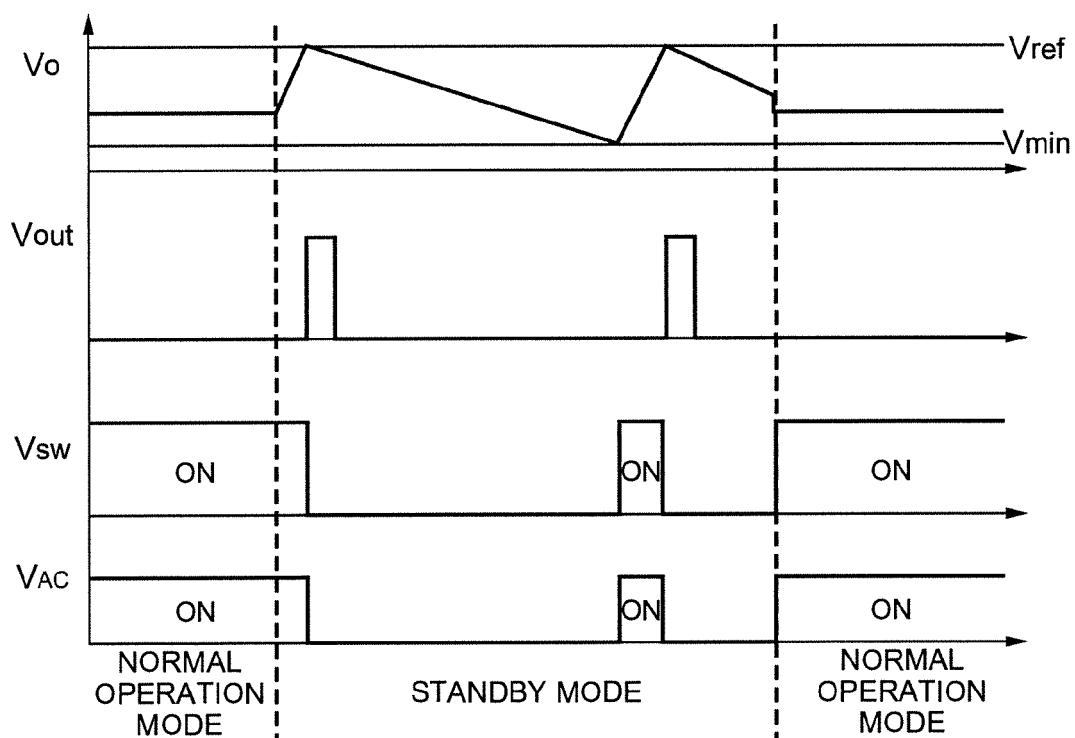 Vo
Vref
Vmin
Vout
Vsw
ON
ON
ON
VAC
ON
ON
ON
NORMAL
OPERATION
MODE
STANDBY MODE
NORMAL
OPERATION
MODE